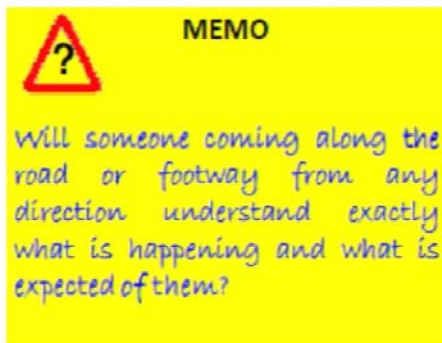 MEMO
?
Will someone coming along the
road or footway from any
direction understand exactly
what is happening and what is
expected of them?